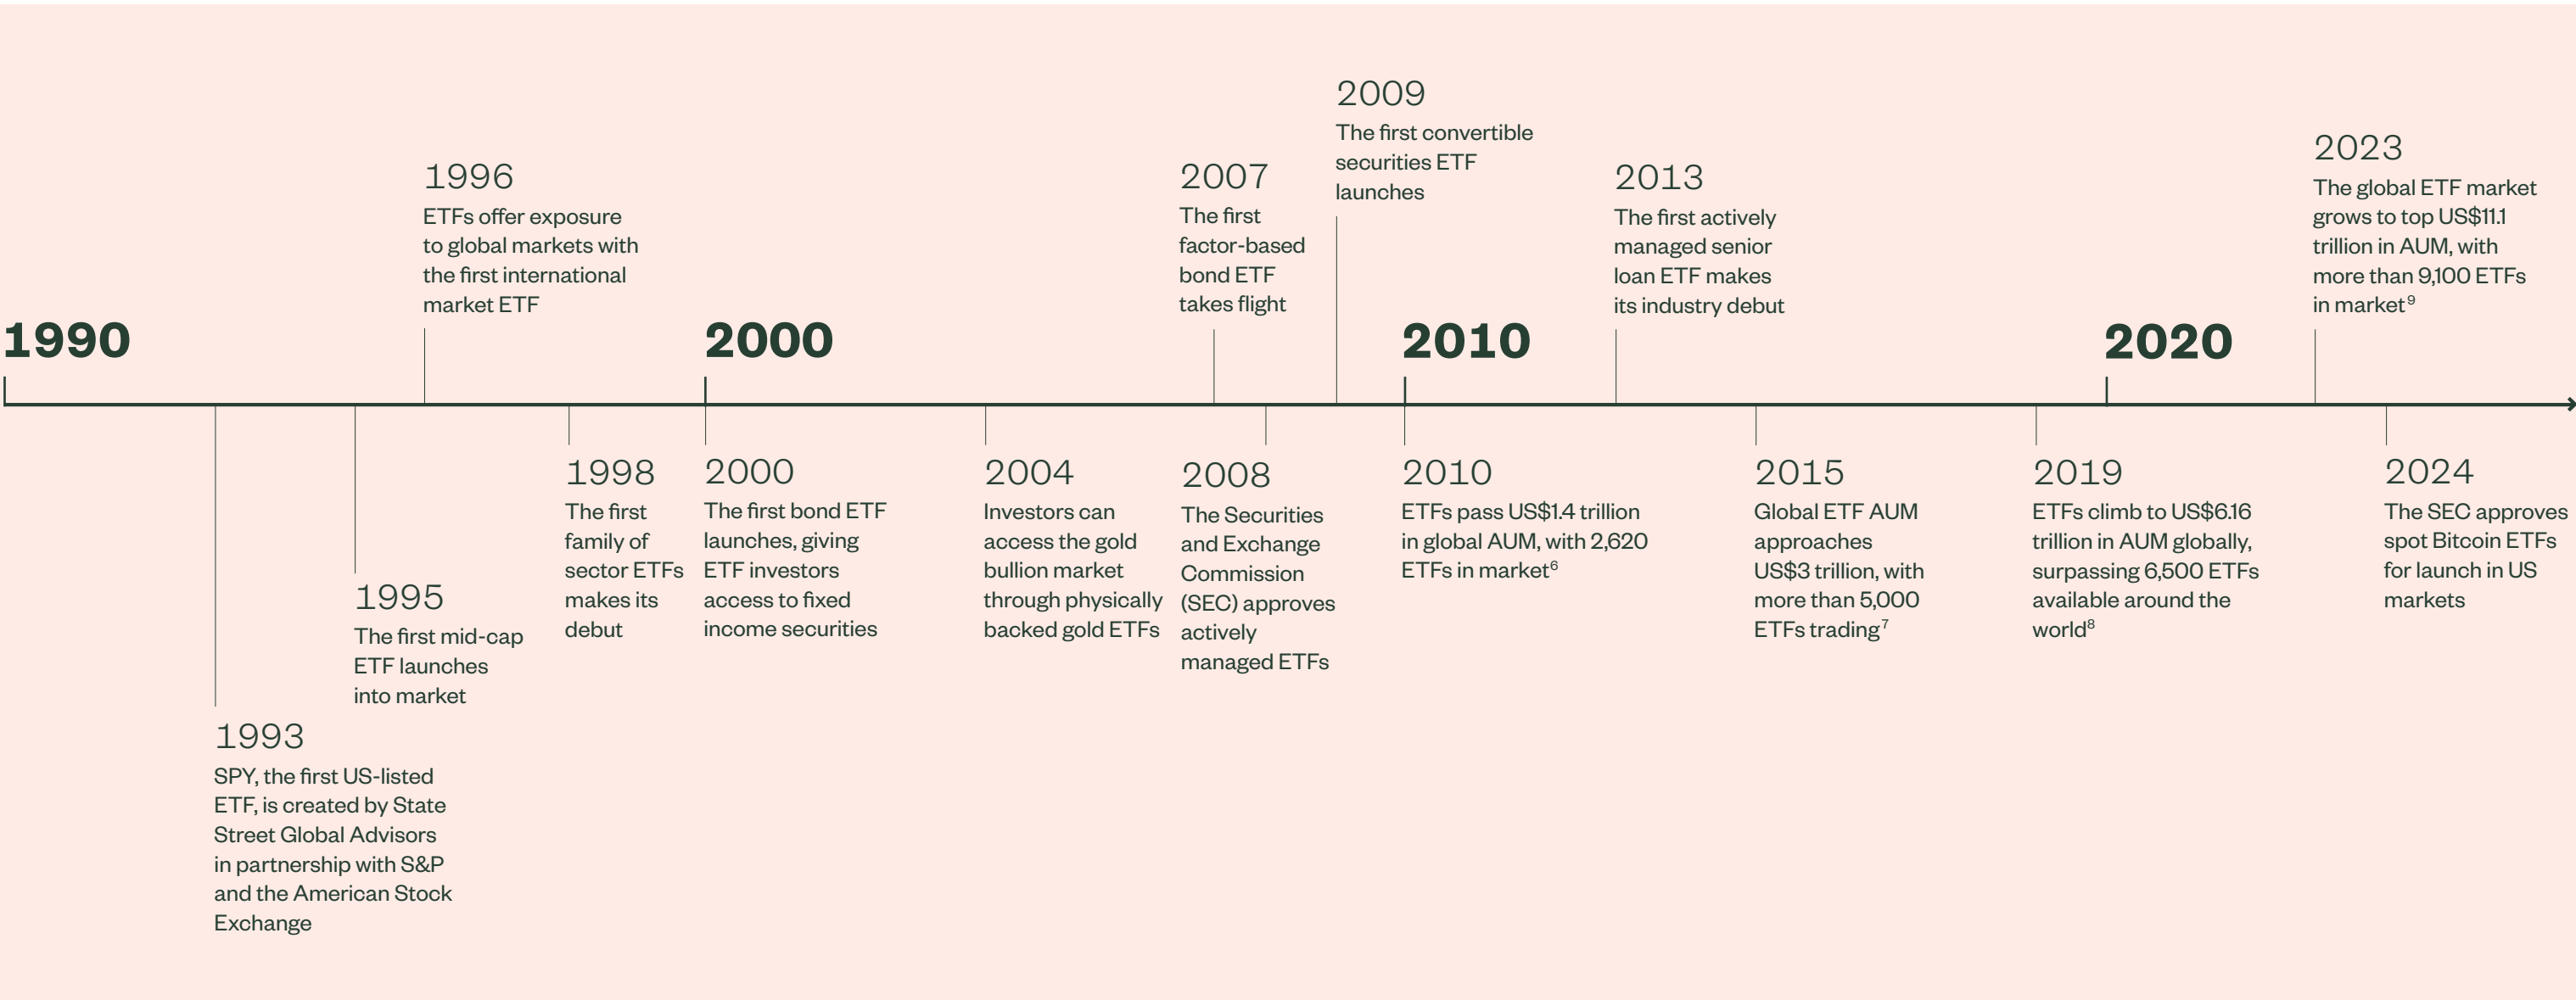 1990
1993
SPY, the first US-listed
ETF, is created by State
Street Global Advisors
in partnership with S&P
and the American Stock
Exchange
1995
The first mid-cap
ETF launches
into market
1996
ETFs offer exposure
to global markets with
the first international
market ETF
1998
The first
family of
sector ETFs
makes its
debut
2000
2000
The first bond ETF
launches, giving
ETF investors
access to fixed
income securities
2004
Investors can
access the gold
bullion market
through physically
backed gold ETFs
2007
The first
factor-based
bond ETF
takes flight
2008
The Securities
and Exchange
Commission
(SEC) approves
actively
managed ETFs
2009
The first convertible
securities ETF
launches
2010
2010
ETFs pass US$1.4 trillion
in global AUM, with 2,620
ETFs in market⁶
2013
The first actively
managed senior
loan ETF makes
its industry debut
2015
Global ETF AUM
approaches
US$3 trillion, with
more than 5,000
ETFs trading⁷
2019
ETFs climb to US$6.16
trillion in AUM globally,
surpassing 6,500 ETFs
available around the
world⁸
2020
2023
The global ETF market
grows to top US$11.1
trillion in AUM, with
more than 9,100 ETFs
in market⁹
2024
The SEC approves
spot Bitcoin ETFs
for launch in US
markets